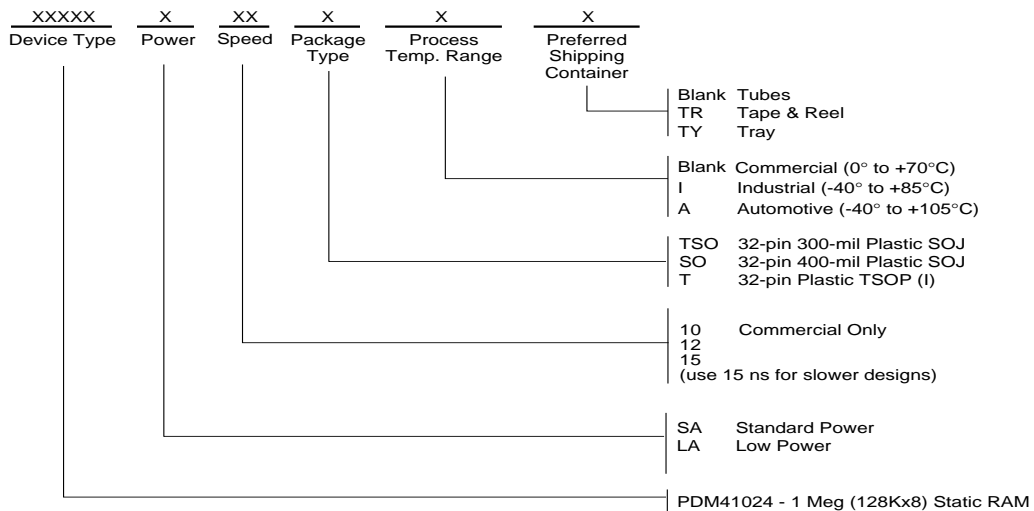 XXXXX X XX X X X
Device Type Power Speed Package Process Preferred
Type Temp. Range Shipping
Container
Blank Tubes
TR Tape & Reel
TY Tray
Blank Commercial (0° to +70°C)
I Industrial (-40° to +85°C)
A Automotive (-40° to +105°C)
TSO 32-pin 300-mil Plastic SOJ
SO 32-pin 400-mil Plastic SOJ
T 32-pin Plastic TSOP (I)
10 Commercial Only
12
15
(use 15 ns for slower designs)
SA Standard Power
LA Low Power
PDM41024 - 1 Meg (128Kx8) Static RAM